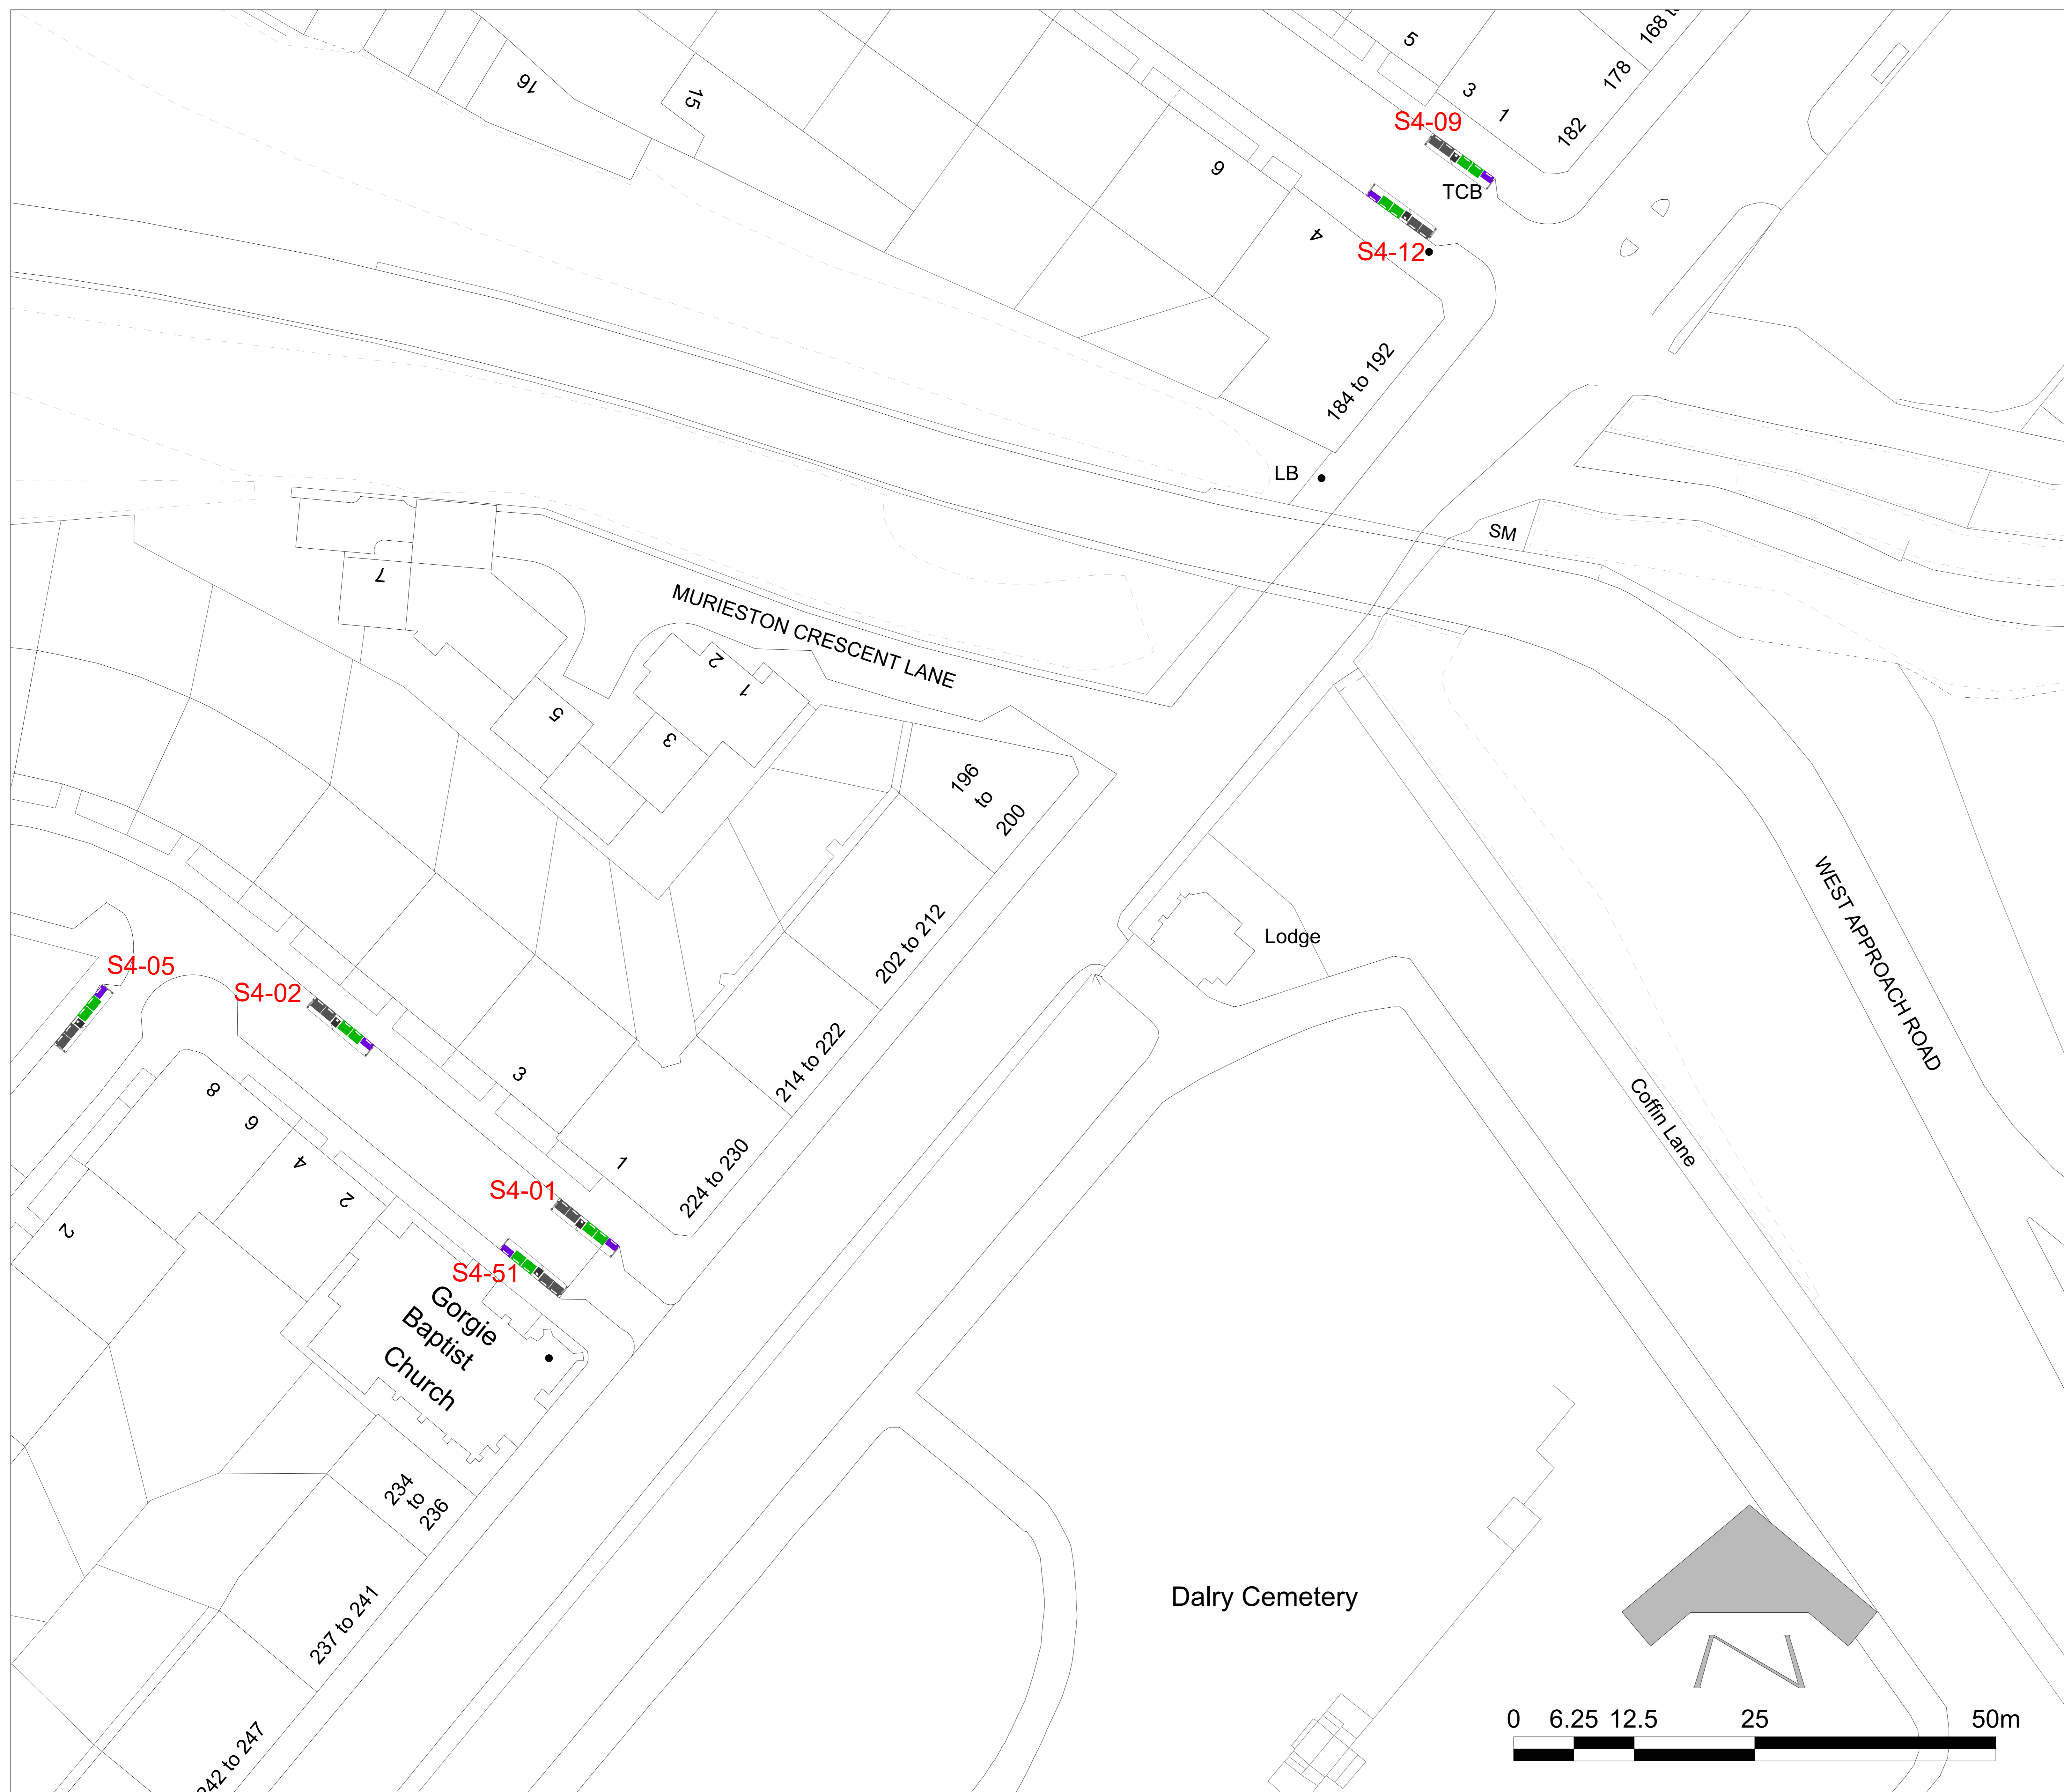 168 to
5
178
16
15
3
1
S4-09
182
6
TCB
4
S4-12
184 to 192
LB
SM
7
MURIESTON CRESCENT LANE
2
1
5
3
196
to
200
WEST APPROACH ROAD
202 to 212
Lodge
S4-05
S4-02
214 to 222
3
8
6
4
2
1
Coffin Lane
224 to 230
S4-01
2
S4-51
Gorgie
Baptist
Church
234
to
236
237 to 241
Dalry Cemetery
N
0 6.25 12.5 25 50m
242 to 247